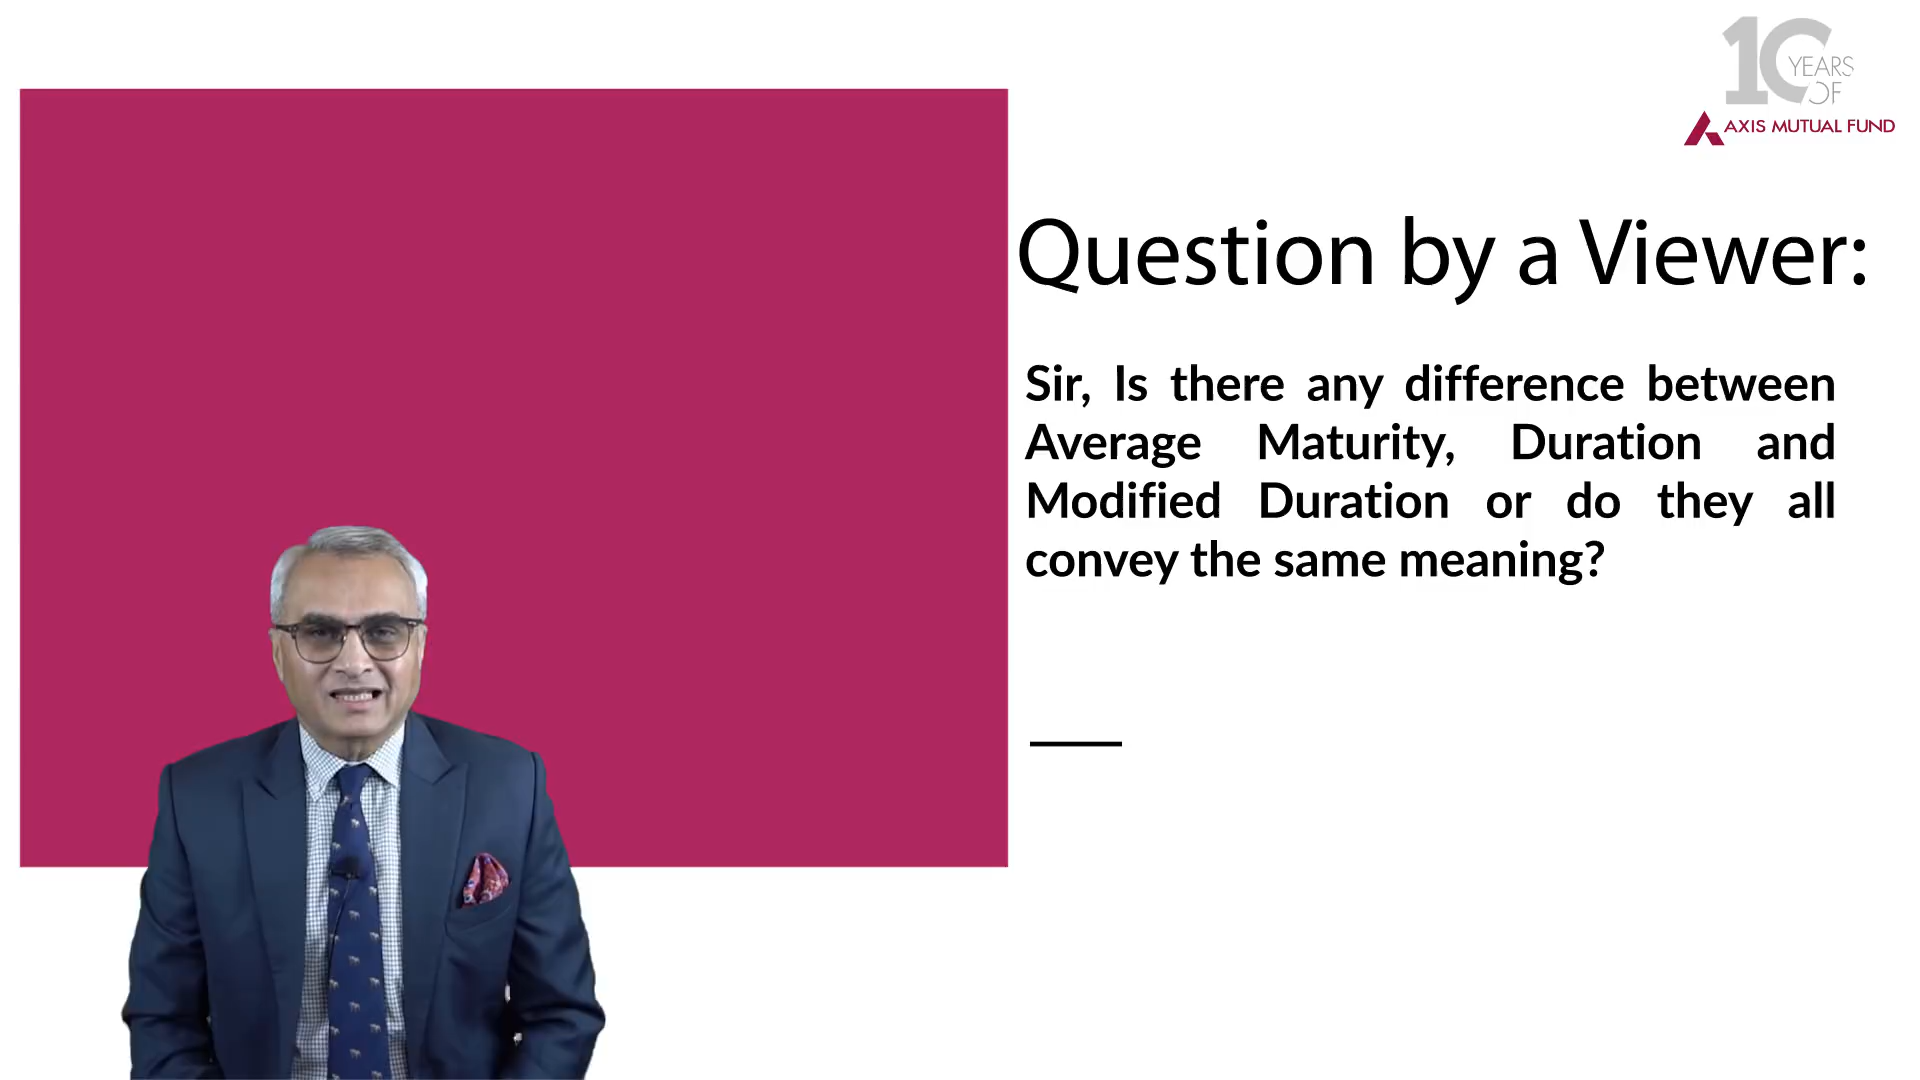 10
YEARS
OF
AXIS MUTUAL FUND
Question by a Viewer:
Sir, Is there any difference between
Average Maturity, Duration and
Modified Duration or do they all
convey the same meaning?